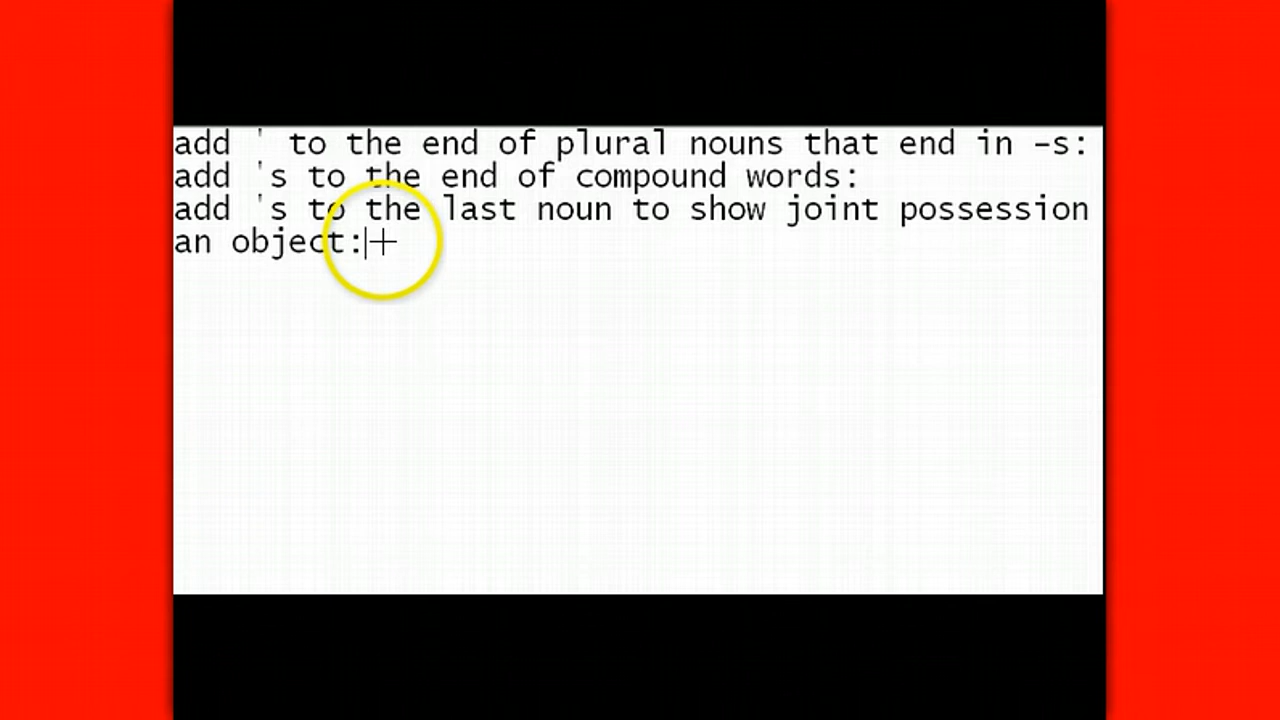 add ' to the end of plural nouns that end in -s:
add 's to the end of compound words:
add 's to the last noun to show joint possession
an object: